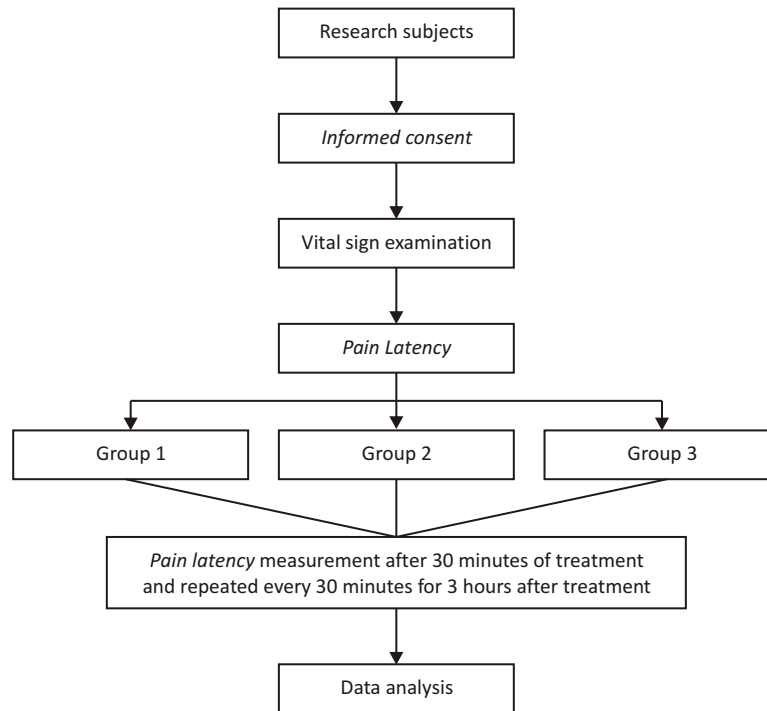 Research subjects
Informed consent
Vital sign examination
Pain Latency
Group 1
Group 2
Group 3
Pain latency measurement after 30 minutes of treatment
and repeated every 30 minutes for 3 hours after treatment
Data analysis